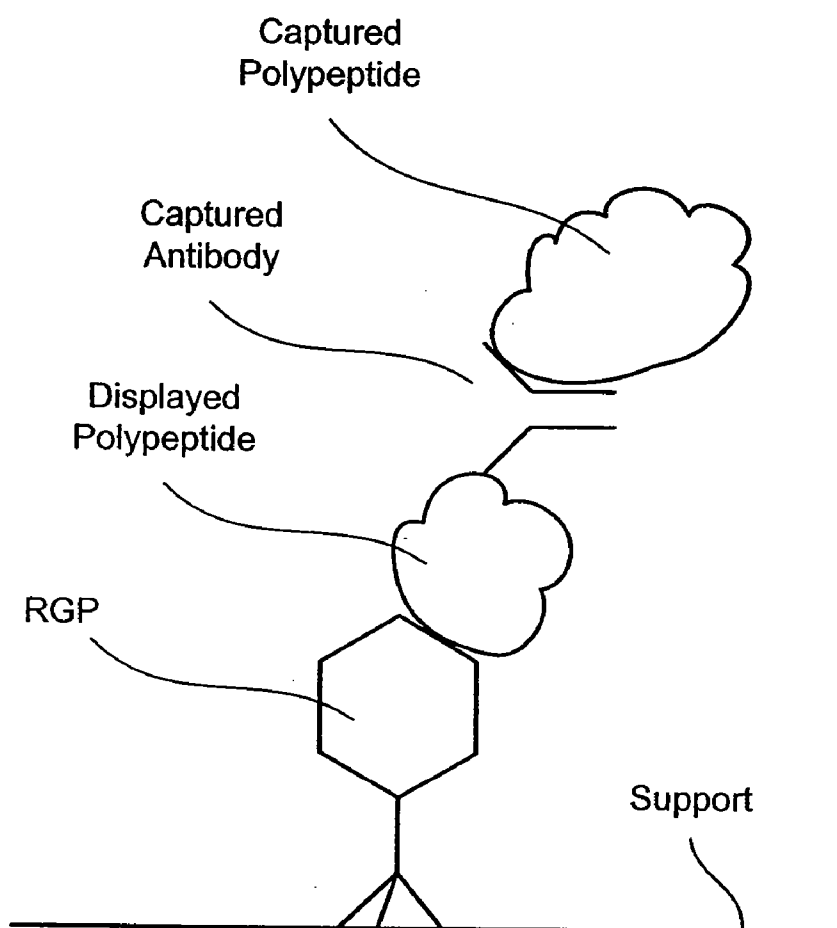 Captured
Polypeptide
Captured
Antibody
Displayed
Polypeptide
RGP
Support